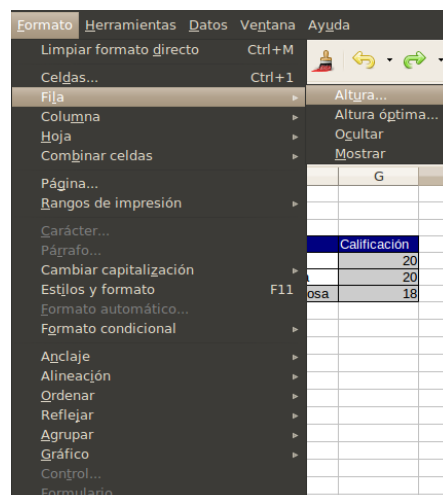 Formato Herramientas Datos Ventana Ayuda
Limpiar formato directo Ctrl+M
Celdas... Ctrl+1
Fila
Columna
Hoja
Combinar celdas
Página...
Rangos de impresión
Carácter...
Párrafo...
Cambiar capitalización
Estilos y formato F11
Formato automático...
Formato condicional
Anclaje
Alineación
Ordenar
Reflejar
Agrupar
Gráfico
Control...
Formulario
Altura...
Altura óptima...
Ocultar
Mostrar
G
Calificación
20
20
osa 18